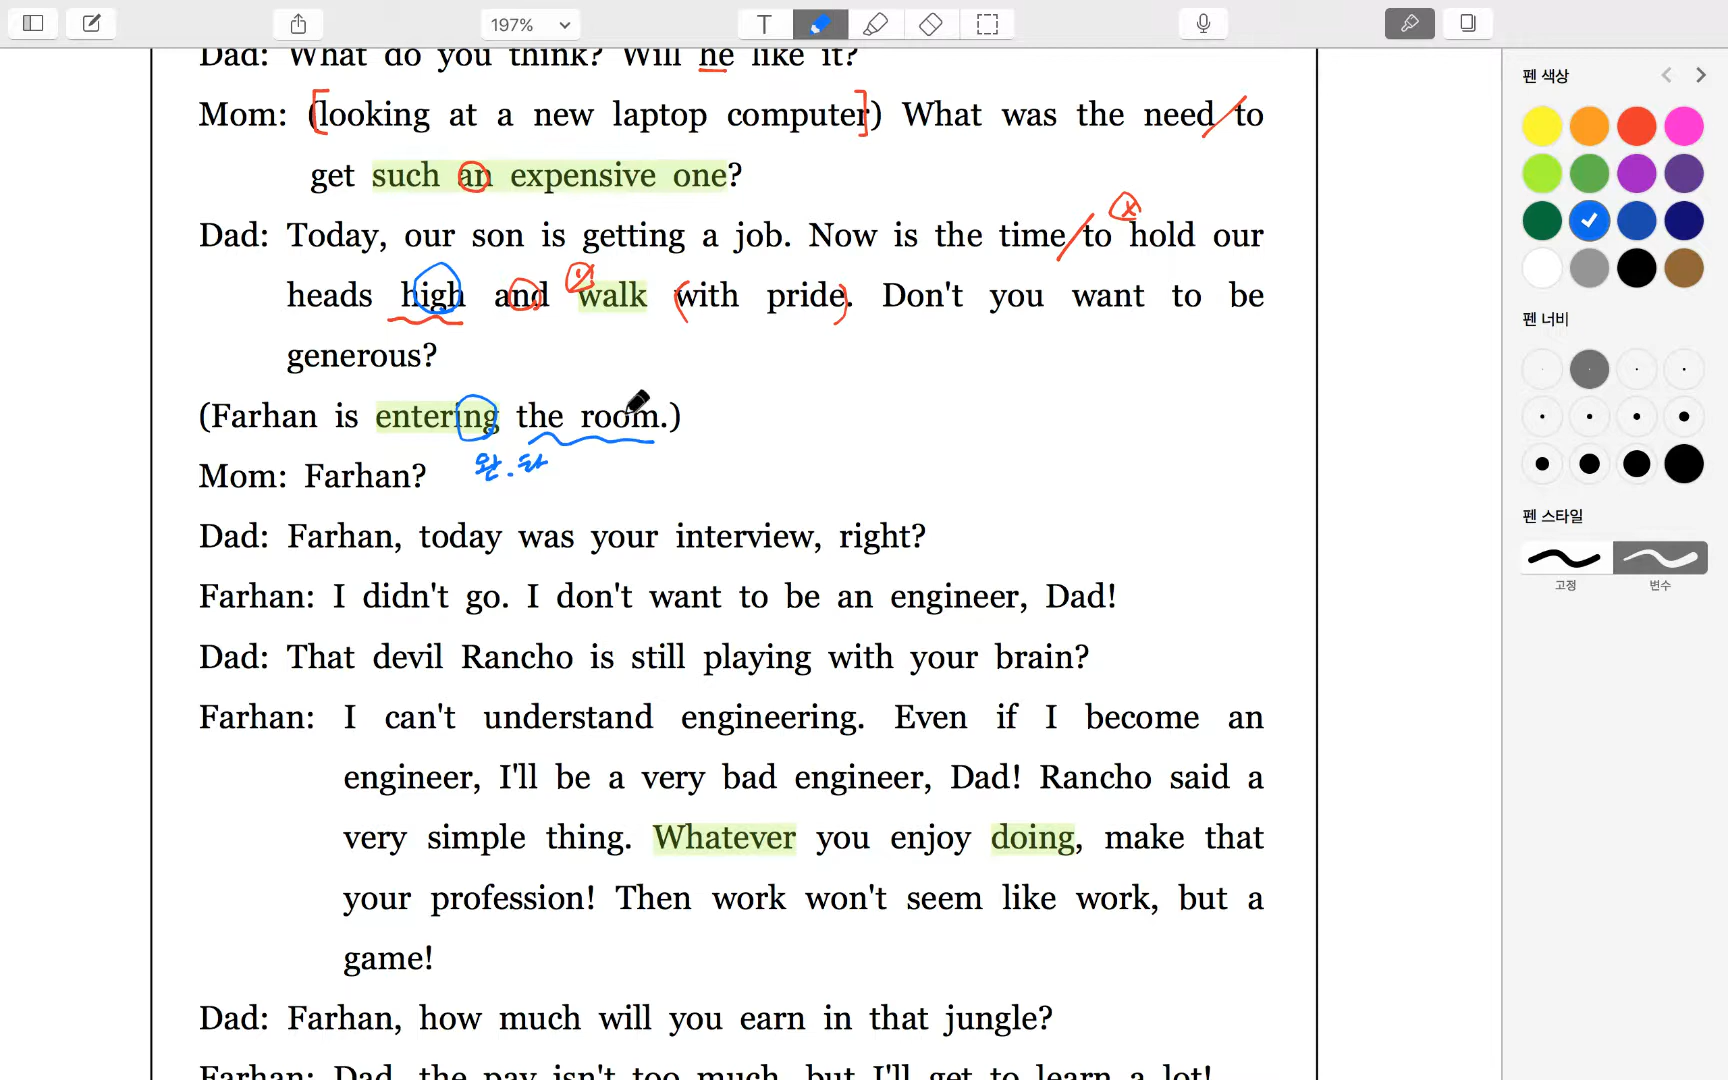 197%
T
펜 색상
펜 너비
펜 스타일
고정
변수
Dad: What do you think? Will he like it?
Mom: (looking at a new laptop computer) What was the need to
get such an expensive one?
Dad: Today, our son is getting a job. Now is the time to hold our
heads high and walk with pride. Don't you want to be
generous?
(Farhan is entering the room.)
완.타
Mom: Farhan?
Dad: Farhan, today was your interview, right?
Farhan: I didn't go. I don't want to be an engineer, Dad!
Dad: That devil Rancho is still playing with your brain?
Farhan: I can't understand engineering. Even if I become an
engineer, I'll be a very bad engineer, Dad! Rancho said a
very simple thing. Whatever you enjoy doing, make that
your profession! Then work won't seem like work, but a
game!
Dad: Farhan, how much will you earn in that jungle?
Farhan: Dad, the pay isn't too much, but I'll get to learn a lot!